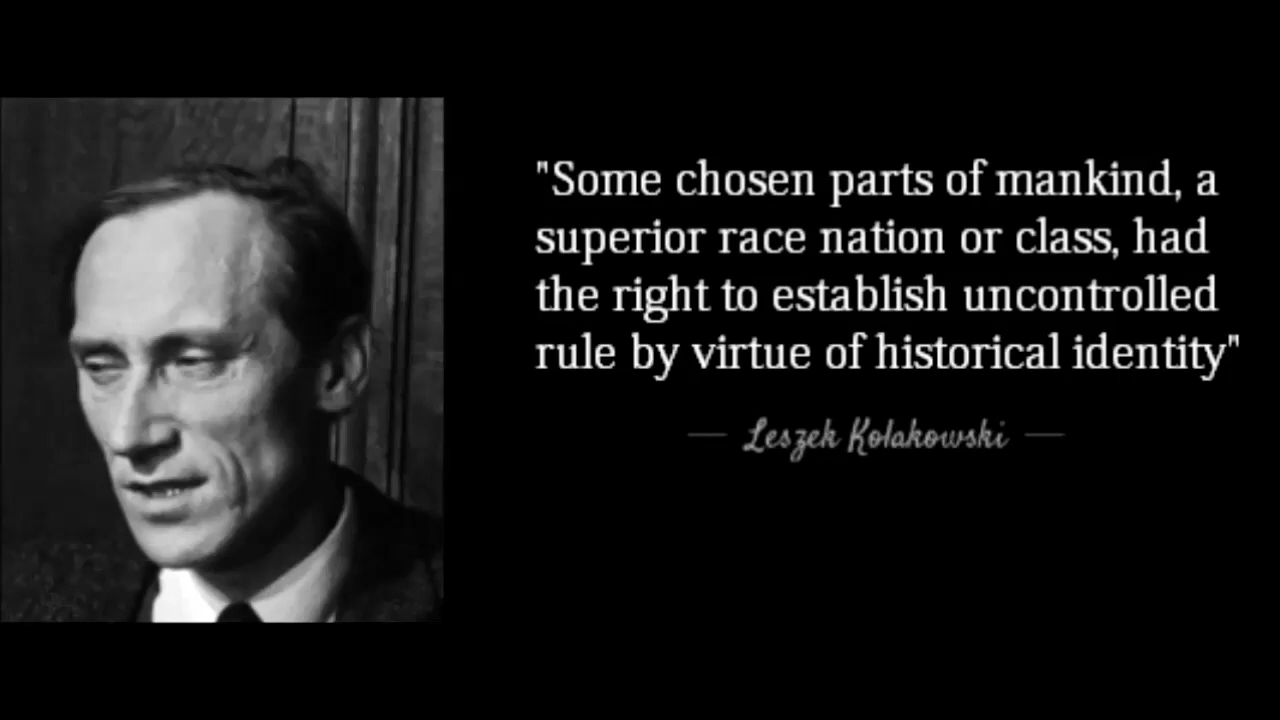 "Some chosen parts of mankind, a
superior race nation or class, had
the right to establish uncontrolled
rule by virtue of historical identity"
— Leszek Kolakowski —